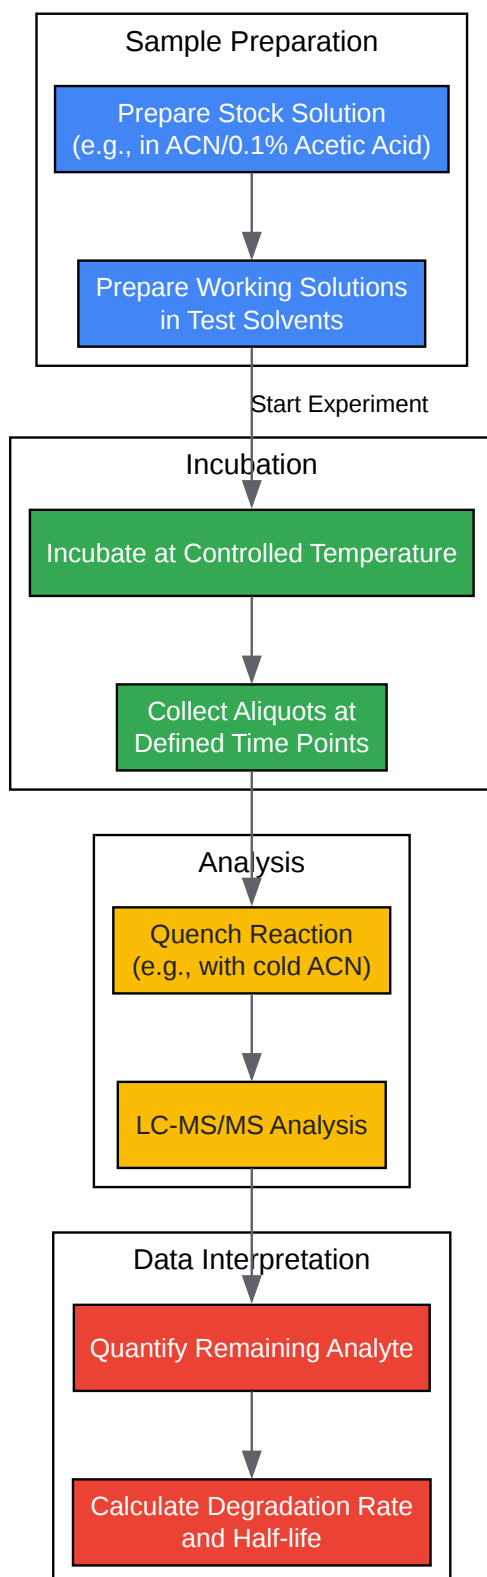 Sample Preparation
Prepare Stock Solution
(e.g., in ACN/0.1% Acetic Acid)
Prepare Working Solutions
in Test Solvents
Start Experiment
Incubation
Incubate at Controlled Temperature
Collect Aliquots at
Defined Time Points
Analysis
Quench Reaction
(e.g., with cold ACN)
LC-MS/MS Analysis
Data Interpretation
Quantify Remaining Analyte
Calculate Degradation Rate
and Half-life